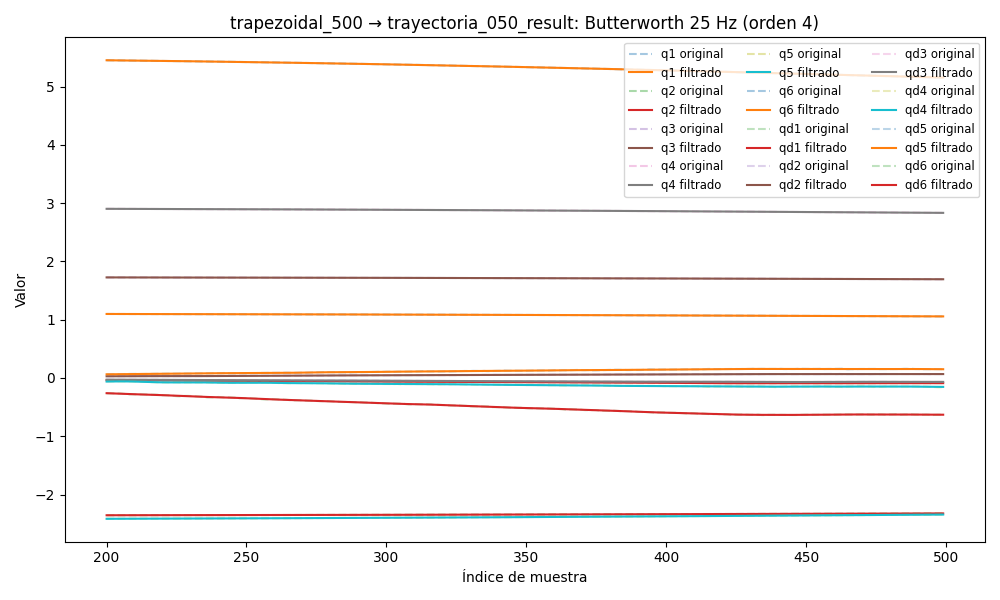 trapezoidal_500 → trayectoria_050_result: Butterworth 25 Hz (orden 4)
q1 original
q1 filtrado
q2 original
q2 filtrado
q3 original
q3 filtrado
q4 original
q4 filtrado
q5 original
q5 filtrado
q6 original
q6 filtrado
qd1 original
qd1 filtrado
qd2 original
qd2 filtrado
qd3 original
qd3 filtrado
qd4 original
qd4 filtrado
qd5 original
qd5 filtrado
qd6 original
qd6 filtrado
Valor
5
4
3
2
1
0
−1
−2
200
250
300
350
400
450
500
Índice de muestra